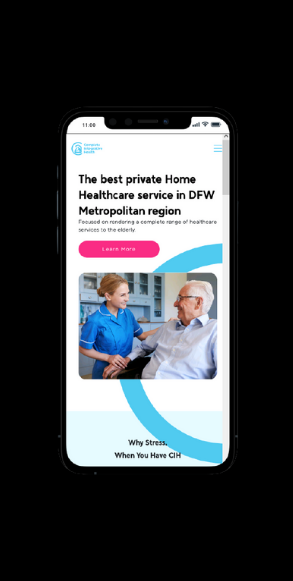 11:00
The best private Home
Healthcare service in DFW
Metropolitan region
Focused on rendering a complete range of healthcare
services to the elderly.
Learn More
Why Stress,
When You Have CIH